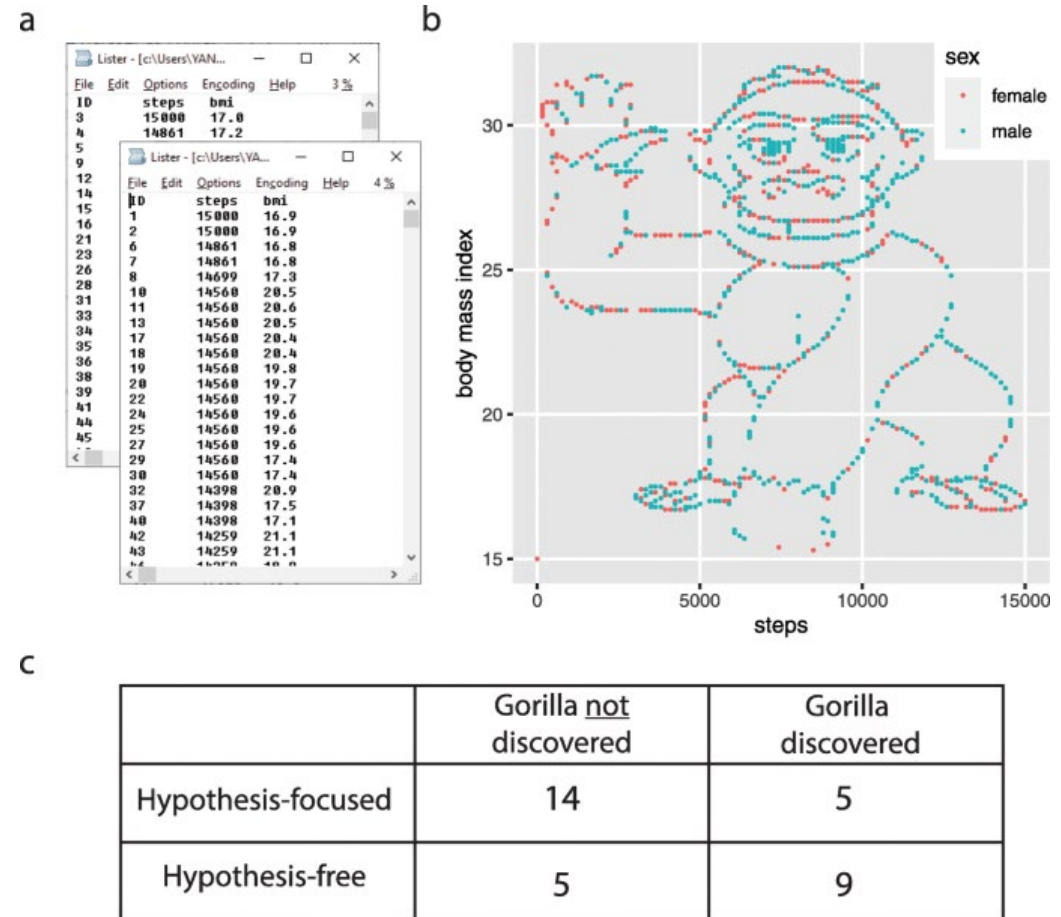 a
Lister - [c:\Users\YAN...
File Edit Options Encoding Help 3 %
ID steps bmi
3 15000 17.0
4 14861 17.2
5
9
12
14
15
16
21
23
26
28
31
33
34
35
36
38
39
41
44
45
Lister - [c:\Users\YA...
File Edit Options Encoding Help 4 %
ID steps bmi
1 15000 16.9
2 15000 16.9
6 14861 16.8
7 14861 16.8
8 14699 17.3
10 14560 20.5
11 14560 20.6
13 14560 20.5
17 14560 20.4
18 14560 20.4
19 14560 19.8
20 14560 19.7
22 14560 19.7
24 14560 19.6
25 14560 19.6
27 14560 19.6
29 14560 17.4
30 14560 17.4
32 14398 20.9
37 14398 17.5
40 14398 17.1
42 14259 21.1
43 14259 21.1
b
sex
female
male
body mass index
30
25
20
15
0 5000 10000 15000
steps
c
Gorilla not discovered
Gorilla discovered
Hypothesis-focused 14 5
Hypothesis-free 5 9